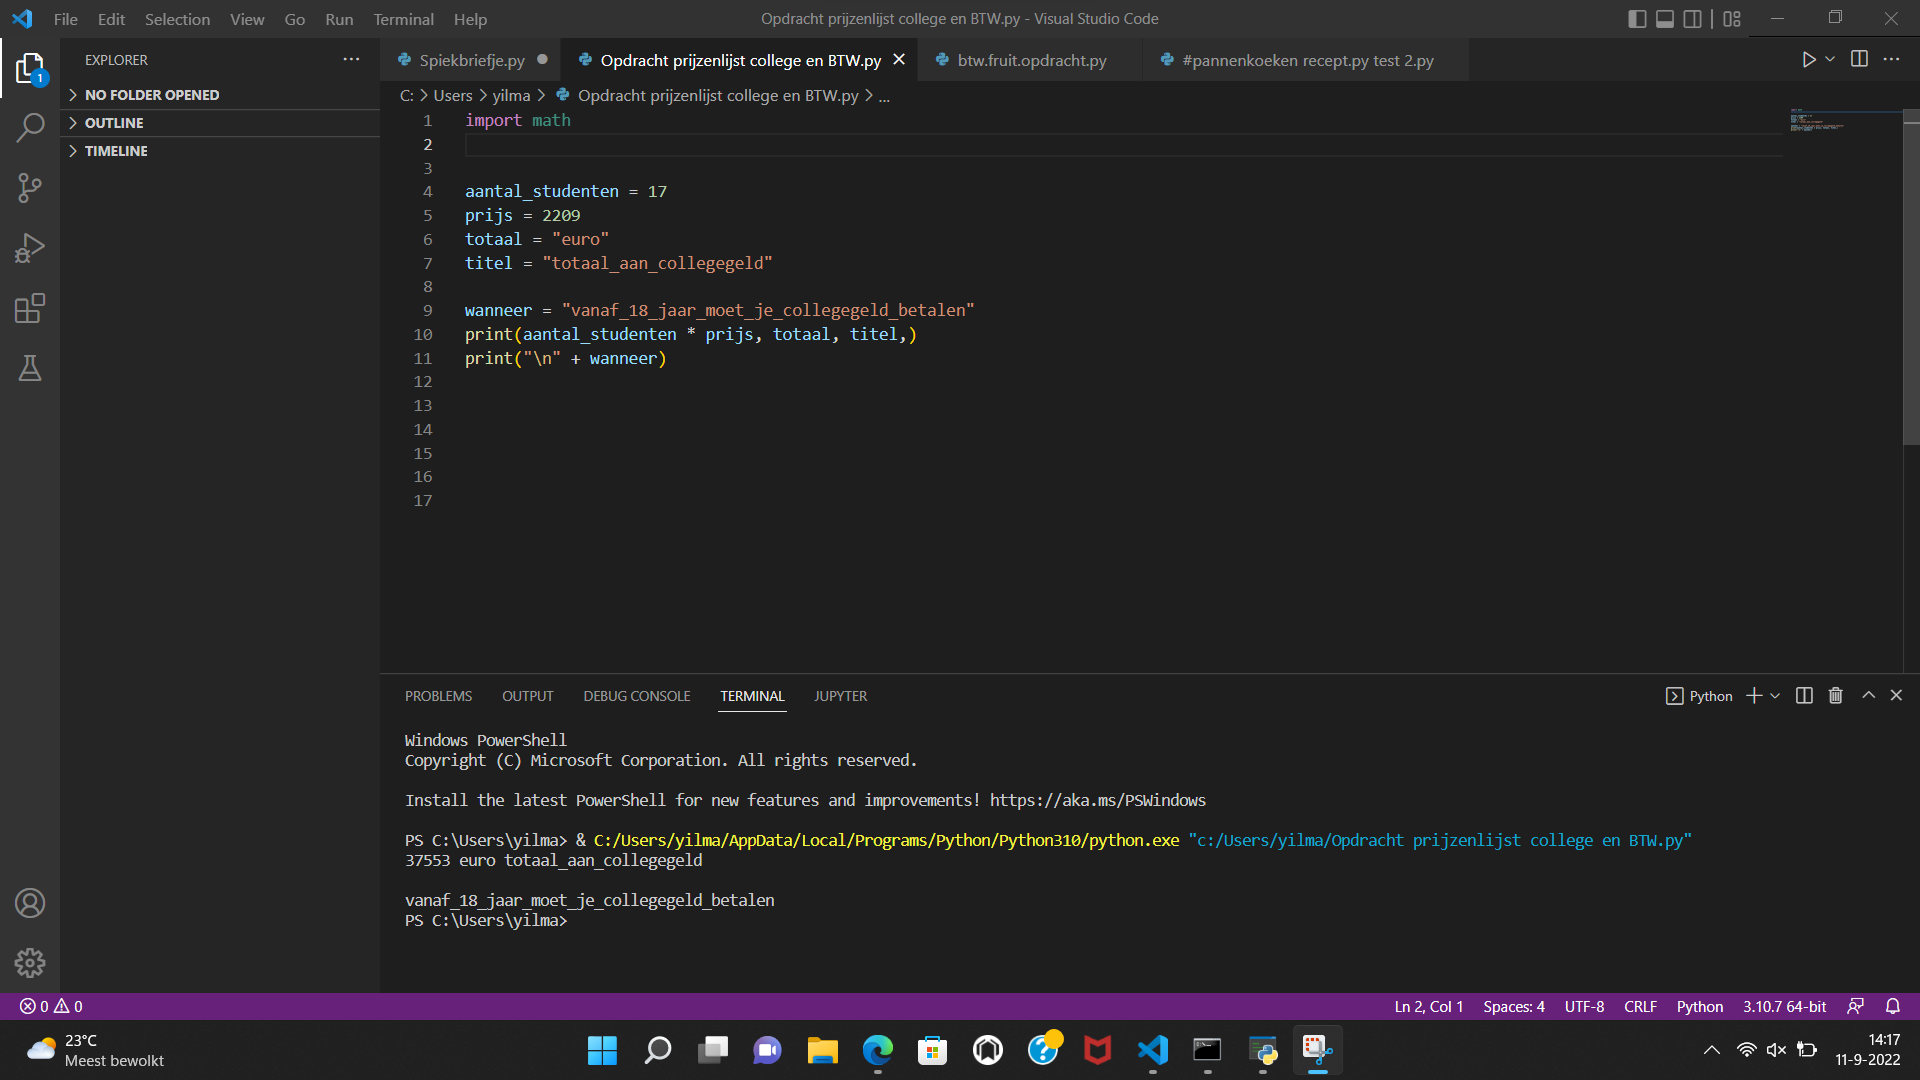 File Edit Selection View Go Run Terminal Help
Opdracht prijzenlijst college en BTW.py - Visual Studio Code
EXPLORER
Spiekbriefje.py
Opdracht prijzenlijst college en BTW.py
btw.fruit.opdracht.py
#pannenkoeken recept.py test 2.py
1
NO FOLDER OPENED
OUTLINE
TIMELINE
C: > Users > yilma > Opdracht prijzenlijst college en BTW.py > ...
1 import math
2
3
4 aantal_studenten = 17
5 prijs = 2209
6 totaal = "euro"
7 titel = "totaal_aan_collegegeld"
8
9 wanneer = "vanaf_18_jaar_moet_je_collegegeld_betalen"
10 print(aantal_studenten * prijs, totaal, titel,)
11 print("\n" + wanneer)
12
13
14
15
16
17
PROBLEMS OUTPUT DEBUG CONSOLE TERMINAL JUPYTER
Python
Windows PowerShell
Copyright (C) Microsoft Corporation. All rights reserved.
Install the latest PowerShell for new features and improvements! https://aka.ms/PSWindows
PS C:\Users\yilma> & C:/Users/yilma/AppData/Local/Programs/Python/Python310/python.exe "c:/Users/yilma/Opdracht prijzenlijst college en BTW.py"
37553 euro totaal_aan_collegegeld
vanaf_18_jaar_moet_je_collegegeld_betalen
PS C:\Users\yilma>
0 0
Ln 2, Col 1 Spaces: 4 UTF-8 CRLF Python 3.10.7 64-bit
23°C
Meest bewolkt
14:17
11-9-2022